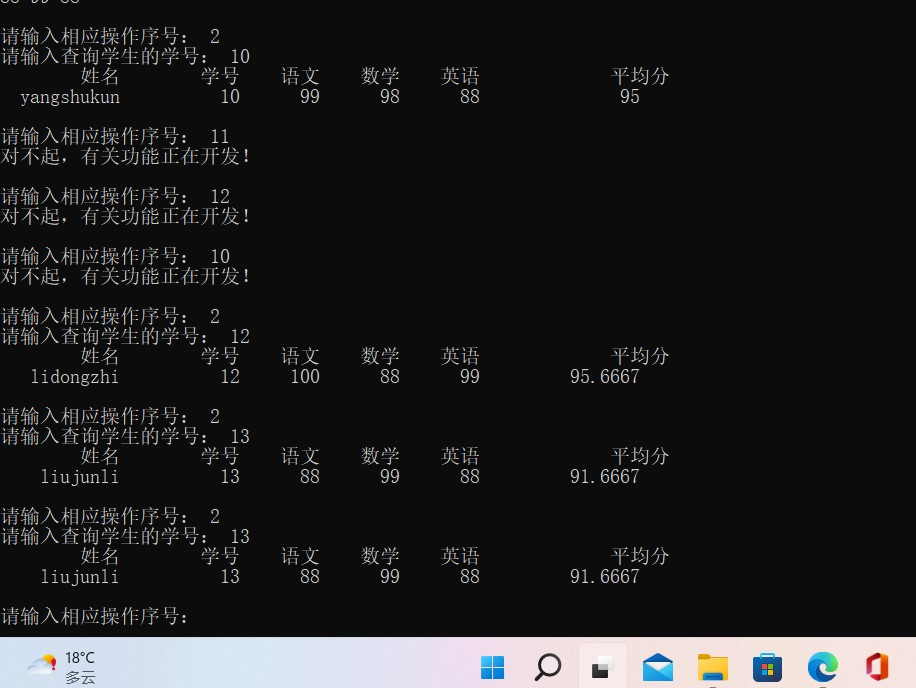 请输入相应操作序号： 2
请输入查询学生的学号： 10
姓名 学号 语文 数学 英语 平均分
yangshukun 10 99 98 88 95
请输入相应操作序号： 11
对不起，有关功能正在开发！
请输入相应操作序号： 12
对不起，有关功能正在开发！
请输入相应操作序号： 10
对不起，有关功能正在开发！
请输入相应操作序号： 2
请输入查询学生的学号： 12
姓名 学号 语文 数学 英语 平均分
lidongzhi 12 100 88 99 95.6667
请输入相应操作序号： 2
请输入查询学生的学号： 13
姓名 学号 语文 数学 英语 平均分
liujunli 13 88 99 88 91.6667
请输入相应操作序号： 2
请输入查询学生的学号： 13
姓名 学号 语文 数学 英语 平均分
liujunli 13 88 99 88 91.6667
请输入相应操作序号：
18°C
多云